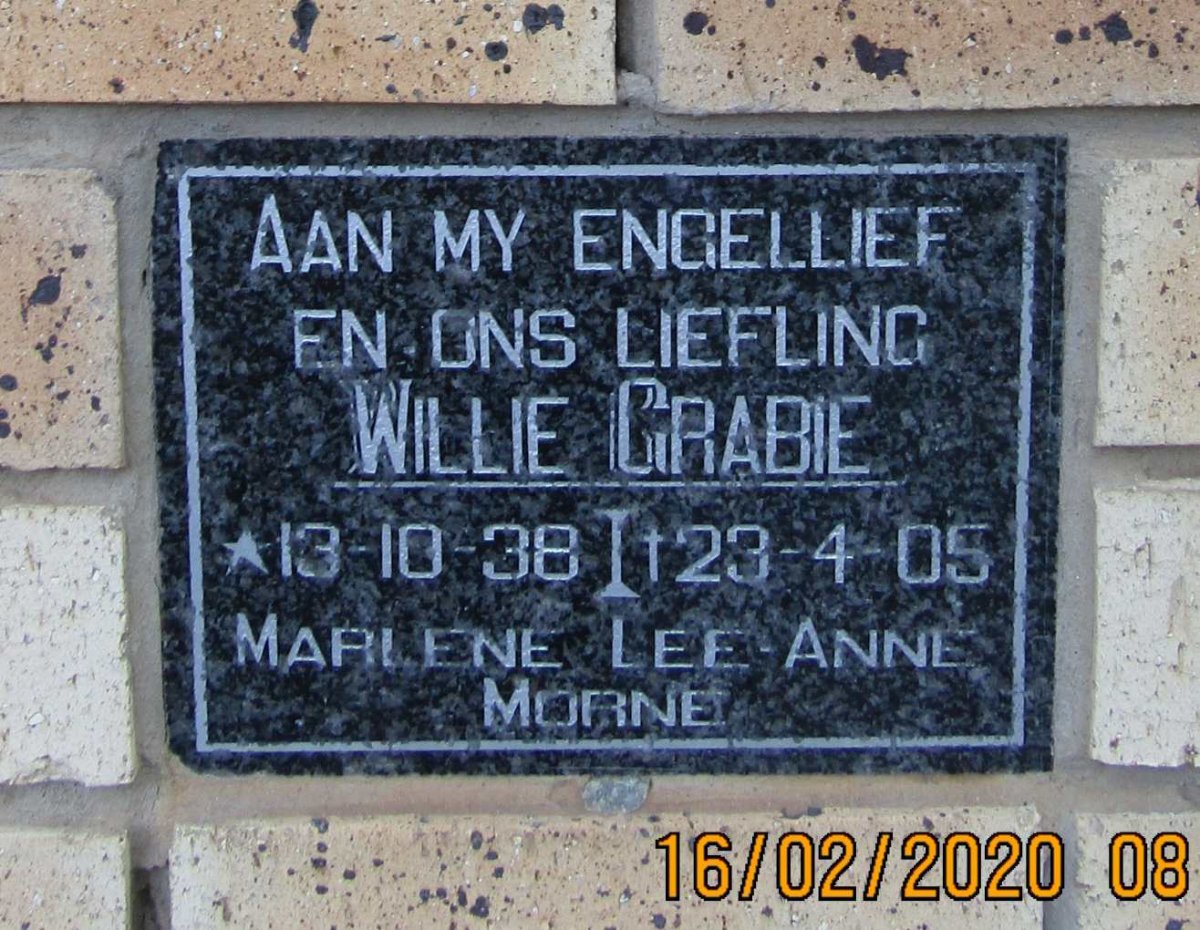 AAN MY ENGELLIEF
EN ONS LIEFLING
WILLIE GRABIE
★13-10-38 I †23-4-05
MARLENE LEE-ANNE
MORNE
16/02/2020 08